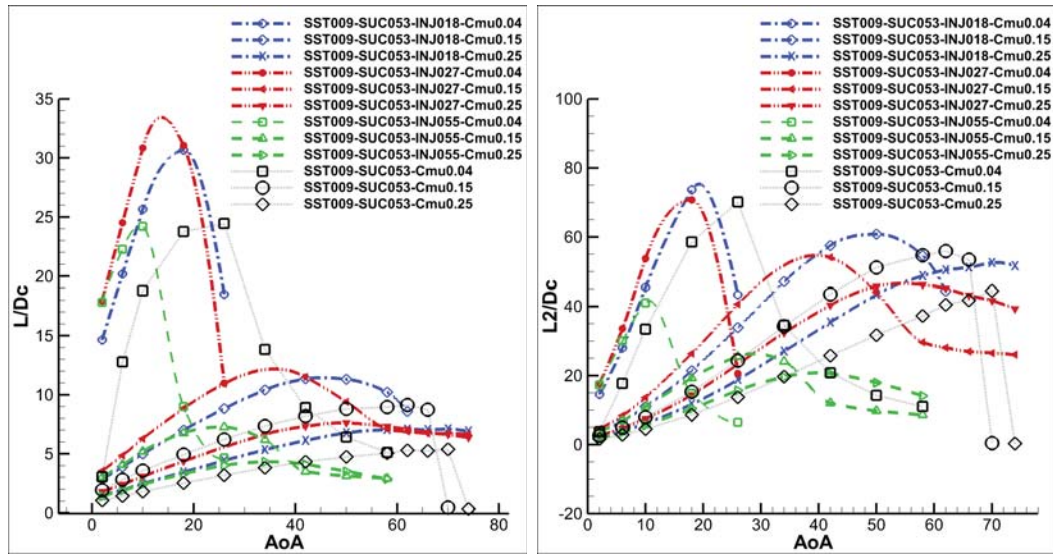 SST009-SUC053-INJ018-Cmu0.04
SST009-SUC053-INJ018-Cmu0.15
SST009-SUC053-INJ018-Cmu0.25
SST009-SUC053-INJ027-Cmu0.04
SST009-SUC053-INJ027-Cmu0.15
SST009-SUC053-INJ027-Cmu0.25
SST009-SUC053-INJ055-Cmu0.04
SST009-SUC053-INJ055-Cmu0.15
SST009-SUC053-INJ055-Cmu0.25
SST009-SUC053-Cmu0.04
SST009-SUC053-Cmu0.15
SST009-SUC053-Cmu0.25
35
30
25
20
15
10
5
0
L/Dc
0 20 40 60 80
AoA
SST009-SUC053-INJ018-Cmu0.04
SST009-SUC053-INJ018-Cmu0.15
SST009-SUC053-INJ018-Cmu0.25
SST009-SUC053-INJ027-Cmu0.04
SST009-SUC053-INJ027-Cmu0.15
SST009-SUC053-INJ027-Cmu0.25
SST009-SUC053-INJ055-Cmu0.04
SST009-SUC053-INJ055-Cmu0.15
SST009-SUC053-INJ055-Cmu0.25
SST009-SUC053-Cmu0.04
SST009-SUC053-Cmu0.15
SST009-SUC053-Cmu0.25
100
80
60
40
20
0
-20
L2/Dc
0 10 20 30 40 50 60 70
AoA